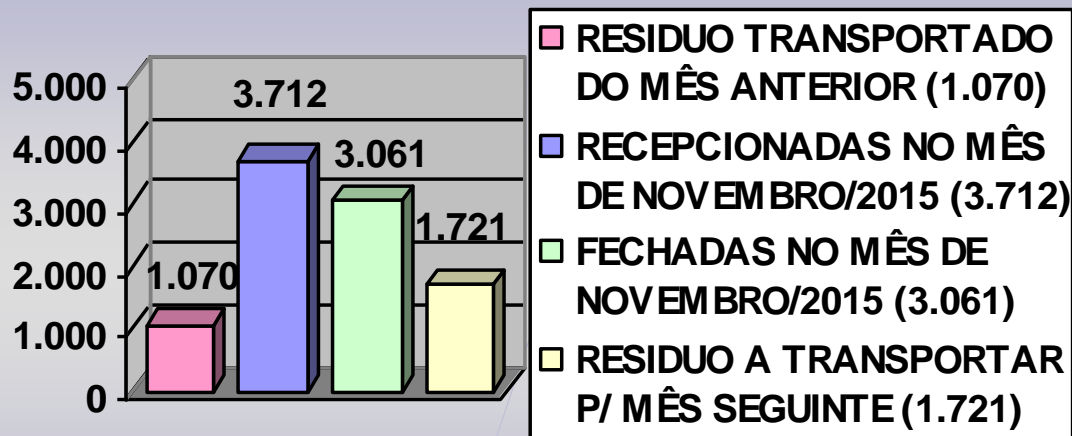 5.000
4.000
3.000
2.000
1.000
0
1.070
3.712
3.061
1.721
RESIDUO TRANSPORTADO
DO MÊS ANTERIOR (1.070)
RECEPCIONADAS NO MÊS
DE NOVEMBRO/2015 (3.712)
FECHADAS NO MÊS DE
NOVEMBRO/2015 (3.061)
RESIDUO A TRANSPORTAR
P/ MÊS SEGUINTE (1.721)